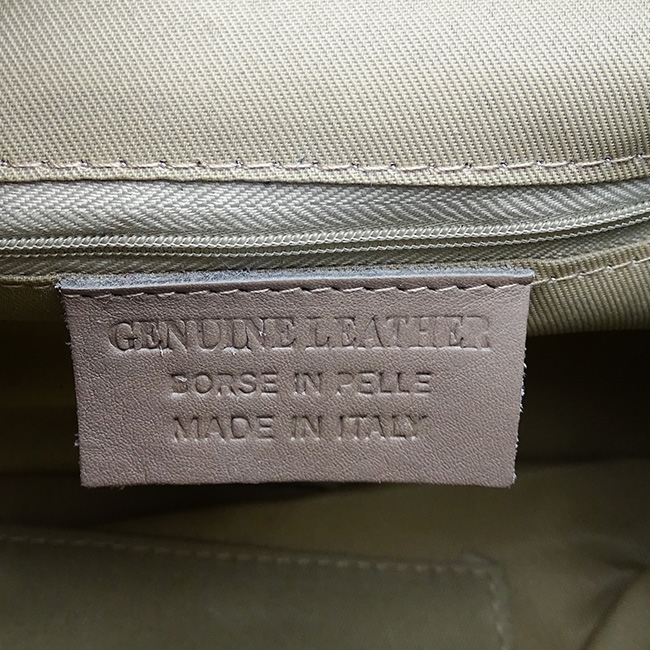 GENUINE LEATHER
BORSE IN PELLE
MADE IN ITALY